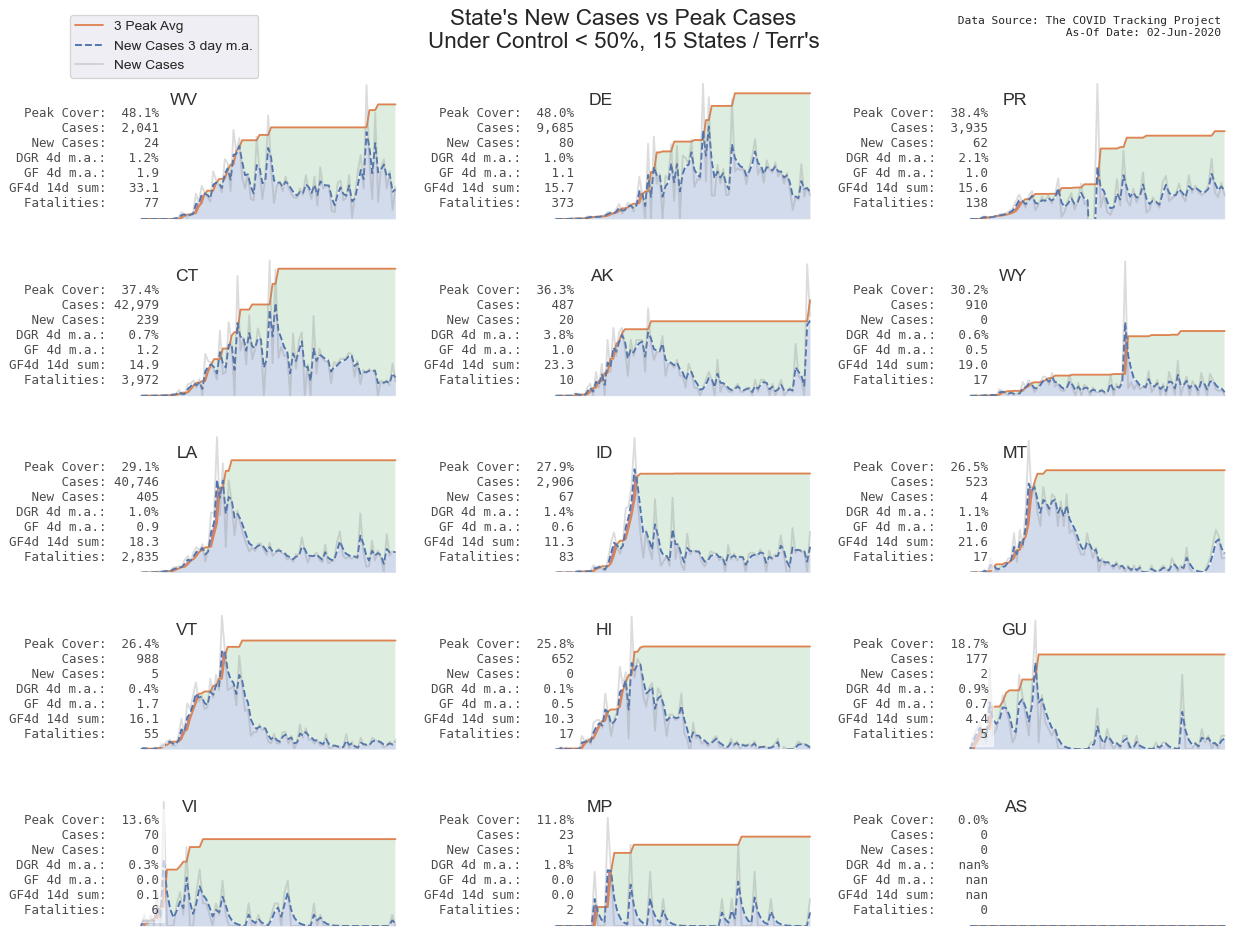 State's New Cases vs Peak Cases
Under Control < 50%, 15 States / Terr's
Data Source: The COVID Tracking Project
As-Of Date: 02-Jun-2020
3 Peak Avg
New Cases 3 day m.a.
New Cases
WV
Peak Cover: 48.1%
Cases: 2,041
New Cases: 24
DGR 4d m.a.: 1.2%
GF 4d m.a.: 1.9
GF4d 14d sum: 33.1
Fatalities: 77
DE
Peak Cover: 48.0%
Cases: 9,685
New Cases: 80
DGR 4d m.a.: 1.0%
GF 4d m.a.: 1.1
GF4d 14d sum: 15.7
Fatalities: 373
PR
Peak Cover: 38.4%
Cases: 3,935
New Cases: 62
DGR 4d m.a.: 2.1%
GF 4d m.a.: 1.0
GF4d 14d sum: 15.6
Fatalities: 138
CT
Peak Cover: 37.4%
Cases: 42,979
New Cases: 239
DGR 4d m.a.: 0.7%
GF 4d m.a.: 1.2
GF4d 14d sum: 14.9
Fatalities: 3,972
AK
Peak Cover: 36.3%
Cases: 487
New Cases: 20
DGR 4d m.a.: 3.8%
GF 4d m.a.: 1.0
GF4d 14d sum: 23.3
Fatalities: 10
WY
Peak Cover: 30.2%
Cases: 910
New Cases: 0
DGR 4d m.a.: 0.6%
GF 4d m.a.: 0.5
GF4d 14d sum: 19.0
Fatalities: 17
LA
Peak Cover: 29.1%
Cases: 40,746
New Cases: 405
DGR 4d m.a.: 1.0%
GF 4d m.a.: 0.9
GF4d 14d sum: 18.3
Fatalities: 2,835
ID
Peak Cover: 27.9%
Cases: 2,906
New Cases: 67
DGR 4d m.a.: 1.4%
GF 4d m.a.: 0.6
GF4d 14d sum: 11.3
Fatalities: 83
MT
Peak Cover: 26.5%
Cases: 523
New Cases: 4
DGR 4d m.a.: 1.1%
GF 4d m.a.: 1.0
GF4d 14d sum: 21.6
Fatalities: 17
VT
Peak Cover: 26.4%
Cases: 988
New Cases: 5
DGR 4d m.a.: 0.4%
GF 4d m.a.: 1.7
GF4d 14d sum: 16.1
Fatalities: 55
HI
Peak Cover: 25.8%
Cases: 652
New Cases: 0
DGR 4d m.a.: 0.1%
GF 4d m.a.: 0.5
GF4d 14d sum: 10.3
Fatalities: 17
GU
Peak Cover: 18.7%
Cases: 177
New Cases: 2
DGR 4d m.a.: 0.9%
GF 4d m.a.: 0.7
GF4d 14d sum: 4.4
Fatalities: 5
VI
Peak Cover: 13.6%
Cases: 70
New Cases: 0
DGR 4d m.a.: 0.3%
GF 4d m.a.: 0.0
GF4d 14d sum: 0.1
Fatalities: 6
MP
Peak Cover: 11.8%
Cases: 23
New Cases: 1
DGR 4d m.a.: 1.8%
GF 4d m.a.: 0.0
GF4d 14d sum: 0.0
Fatalities: 2
AS
Peak Cover: 0.0%
Cases: 0
New Cases: 0
DGR 4d m.a.: nan%
GF 4d m.a.: nan
GF4d 14d sum: nan
Fatalities: 0